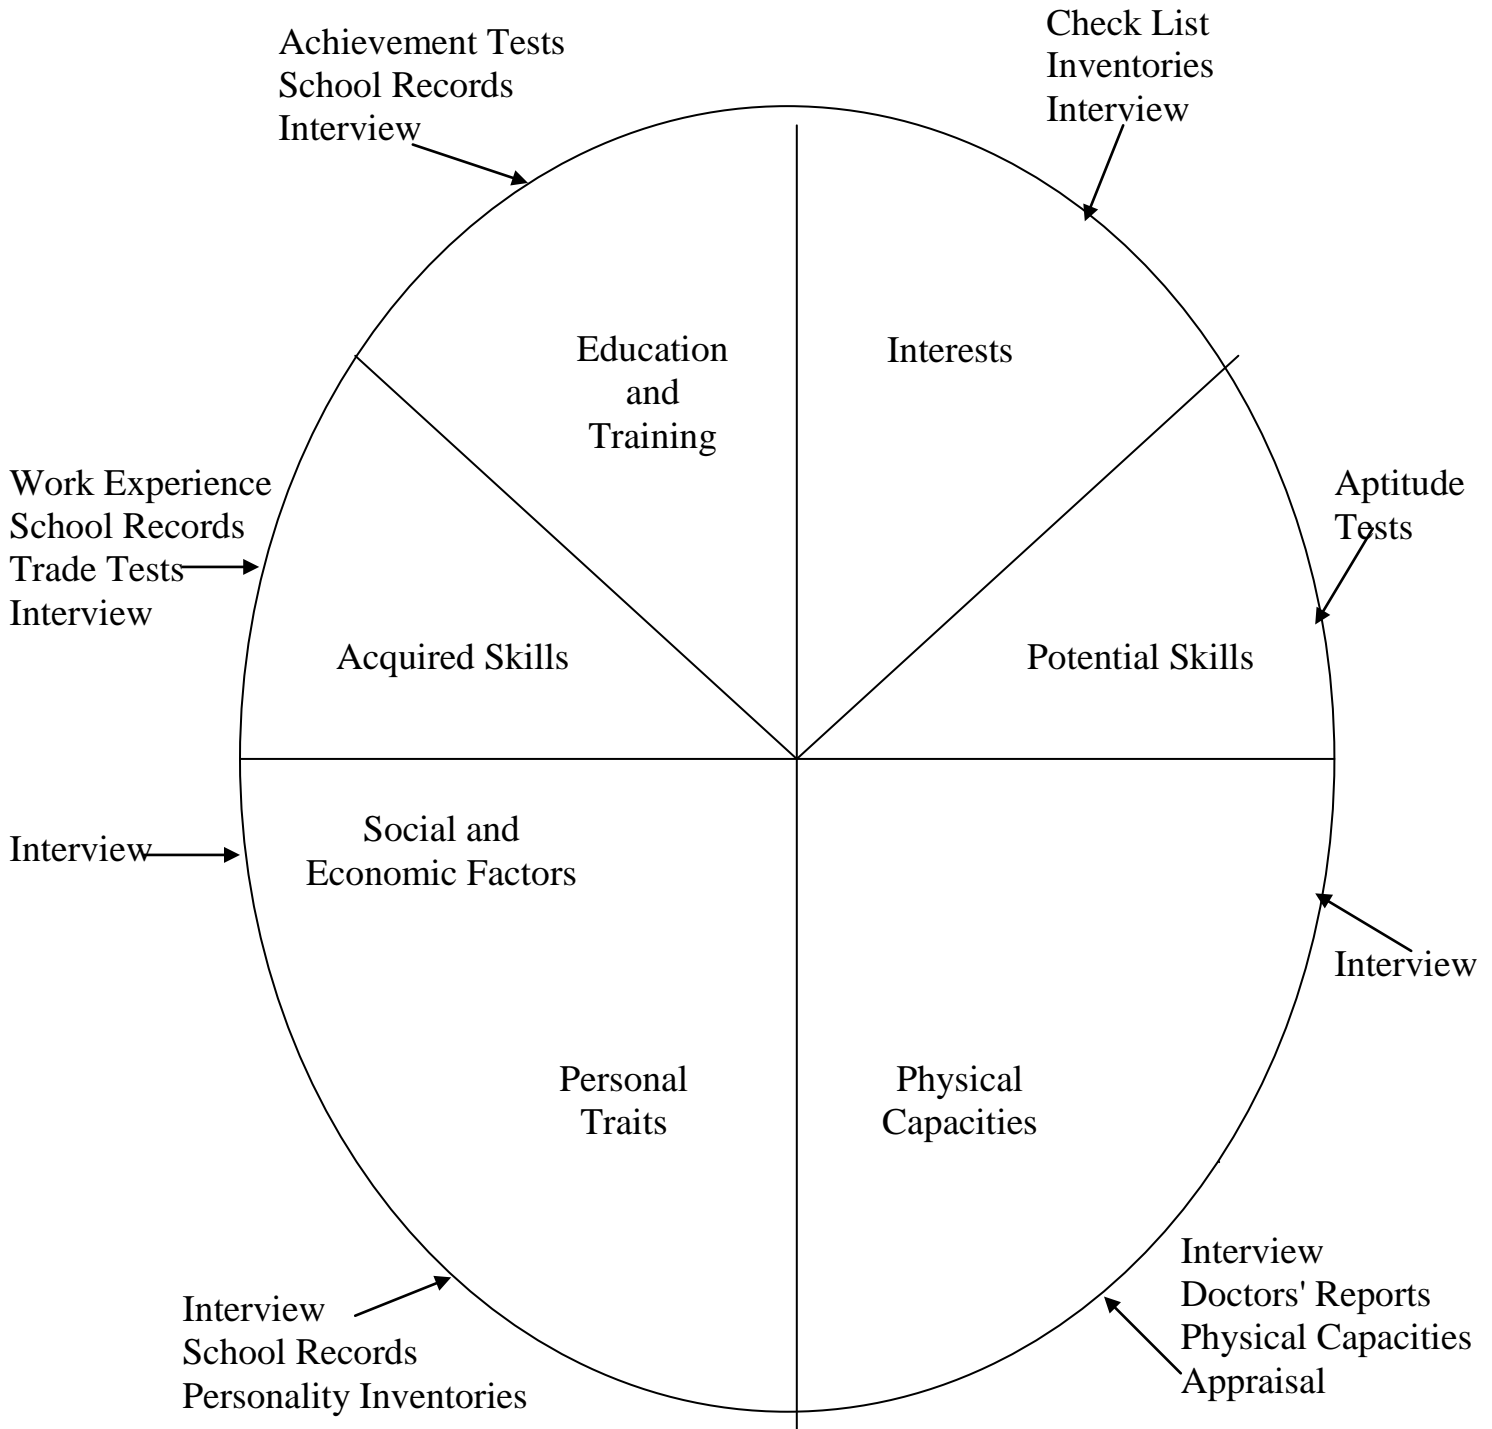 Achievement Tests
School Records
Interview
Check List
Inventories
Interview
Education
and
Training
Interests
Work Experience
School Records
Trade Tests
Interview
Aptitude
Tests
Acquired Skills
Potential Skills
Interview
Social and
Economic Factors
Interview
Personal
Traits
Physical
Capacities
Interview
School Records
Personality Inventories
Interview
Doctors' Reports
Physical Capacities
Appraisal